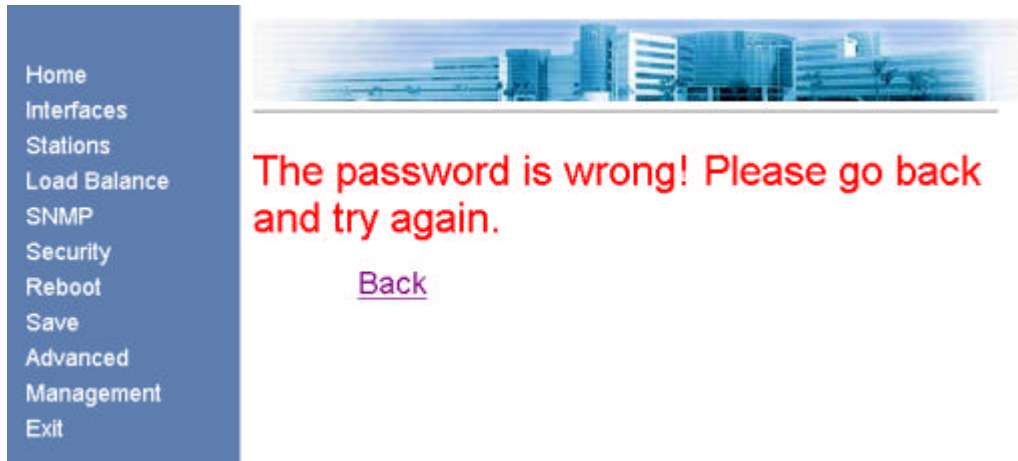 Home
Interfaces
Stations
Load Balance
SNMP
Security
Reboot
Save
Advanced
Management
Exit
The password is wrong! Please go back
and try again.
Back